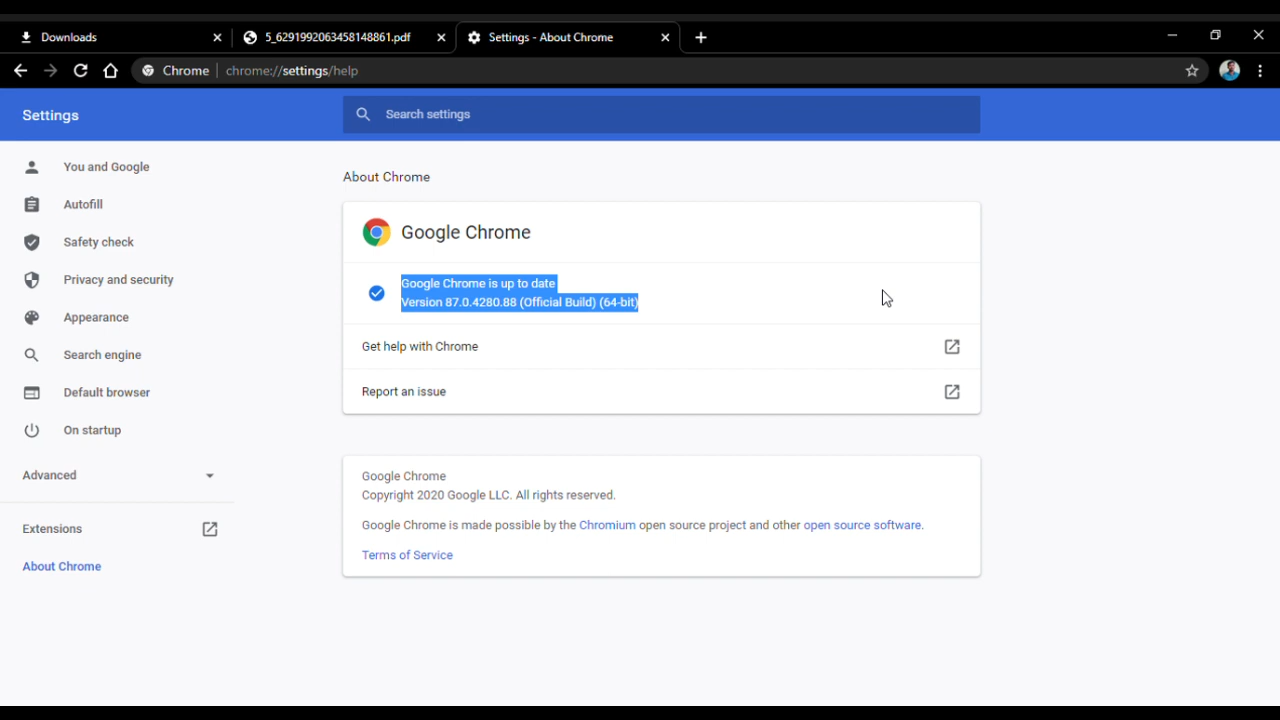 Downloads
5_6291992063458148861.pdf
Settings - About Chrome
Chrome
chrome://settings/help
Settings
Search settings
You and Google
Autofill
Safety check
Privacy and security
Appearance
Search engine
Default browser
On startup
Advanced
Extensions
About Chrome
About Chrome
Google Chrome
Google Chrome is up to date
Version 87.0.4280.88 (Official Build) (64-bit)
Get help with Chrome
Report an issue
Google Chrome
Copyright 2020 Google LLC. All rights reserved.
Google Chrome is made possible by the Chromium open source project and other open source software.
Terms of Service